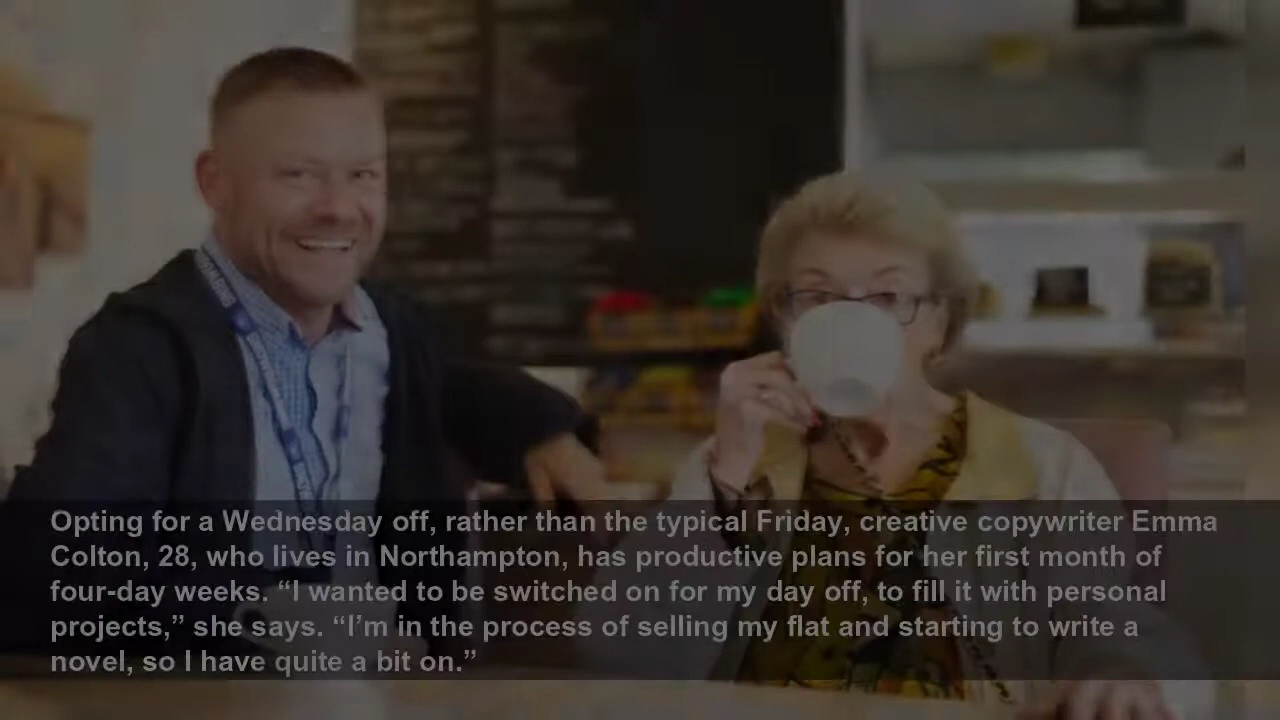 Opting for a Wednesday off, rather than the typical Friday, creative copywriter Emma
Colton, 28, who lives in Northampton, has productive plans for her first month of
four-day weeks. “I wanted to be switched on for my day off, to fill it with personal
projects,” she says. “I’m in the process of selling my flat and starting to write a
novel, so I have quite a bit on.”